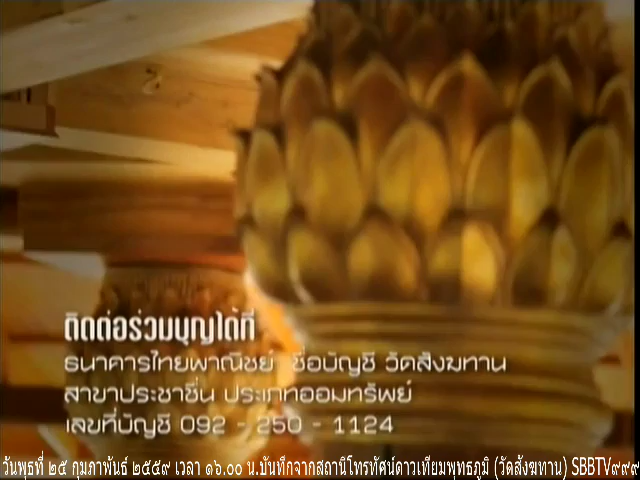 ติดต่อร่วมบุญได้ที่
ธนาคารไทยพาณิชย์ ชื่อบัญชี วัดสังฆทาน
สาขาประชาชื่น ประเภทออมทรัพย์
เลขที่บัญชี 092 - 250 - 1124
วันพุธที่ ๒๕ กุมภาพันธ์ ๒๕๕๙ เวลา ๑๖.๐๐ น.บันทึกจากสถานีโทรทัศน์ดาวเทียมพุทธภูมิ (วัดสังฆทาน) SBBTV๙๙๙